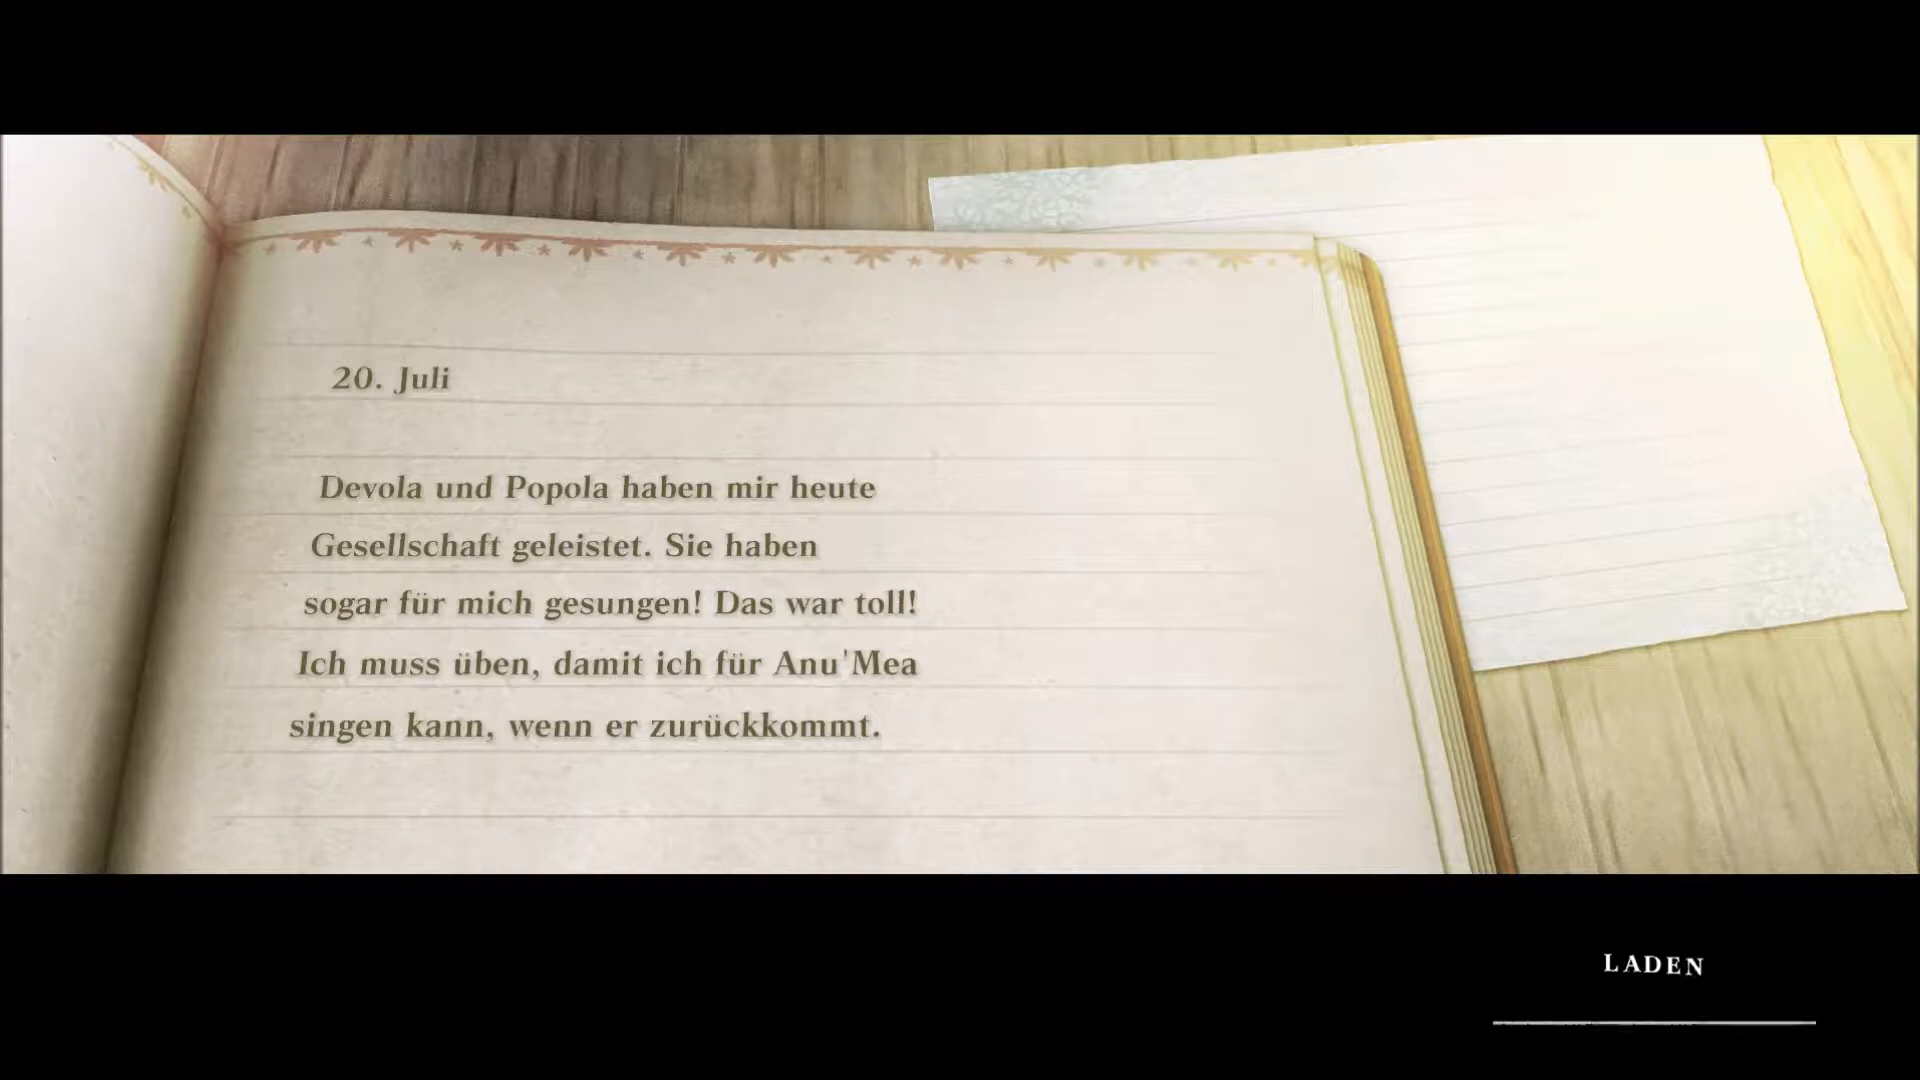 20. Juli
Devola und Popola haben mir heute
Gesellschaft geleistet. Sie haben
sogar für mich gesungen! Das war toll!
Ich muss üben, damit ich für Anu'Mea
singen kann, wenn er zurückkommt.
LADEN